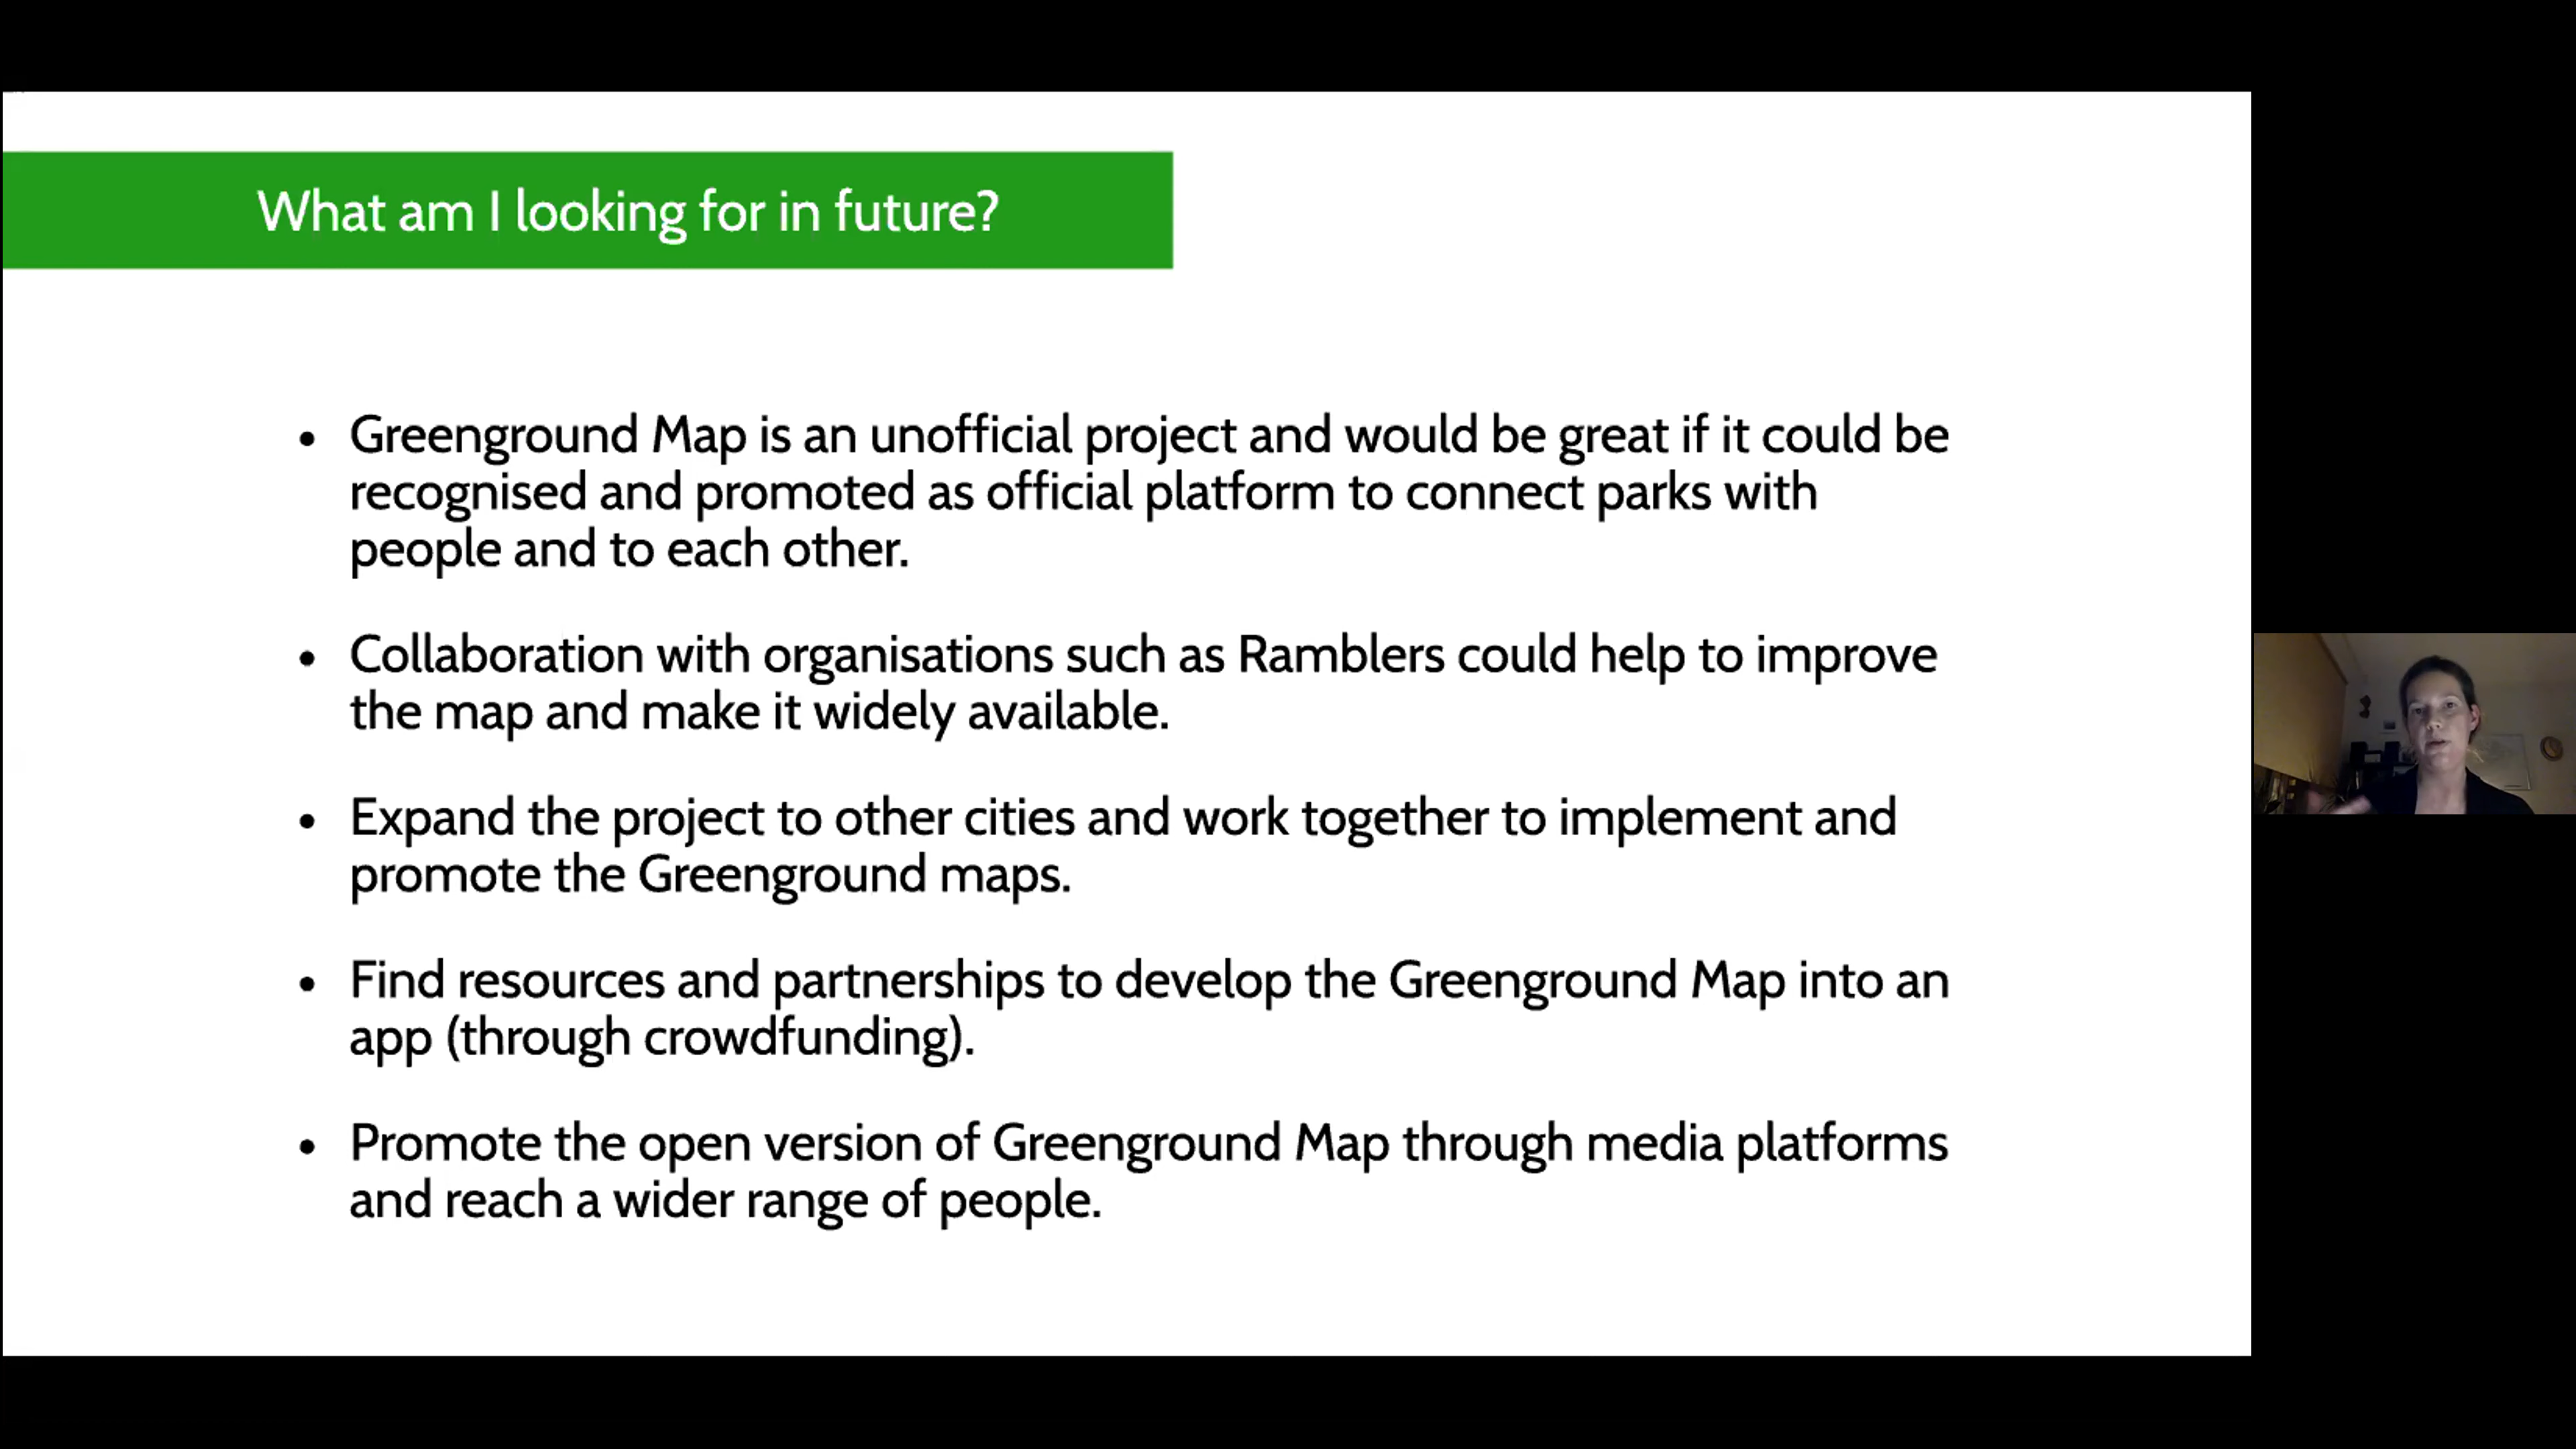 What am I looking for in future?
• Greenground Map is an unofficial project and would be great if it could be
recognised and promoted as official platform to connect parks with
people and to each other.
• Collaboration with organisations such as Ramblers could help to improve
the map and make it widely available.
• Expand the project to other cities and work together to implement and
promote the Greenground maps.
• Find resources and partnerships to develop the Greenground Map into an
app (through crowdfunding).
• Promote the open version of Greenground Map through media platforms
and reach a wider range of people.